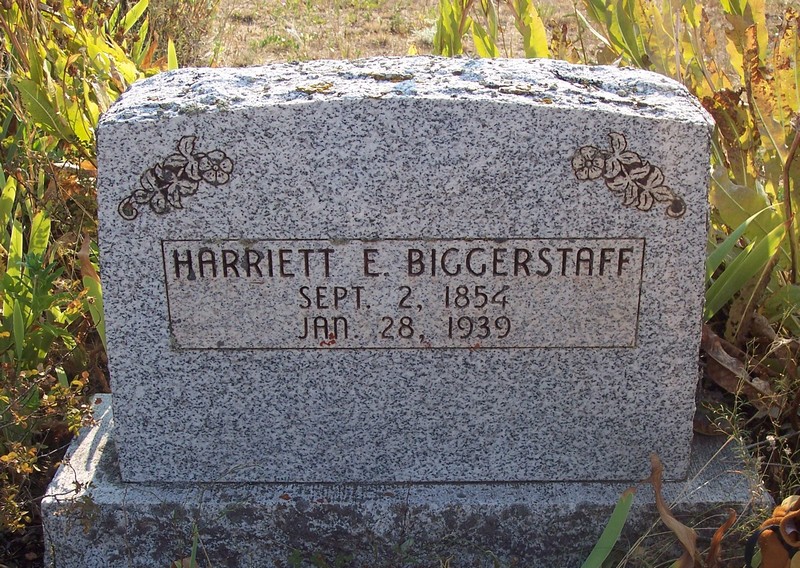 HARRIETT E. BIGGERSTAFF
SEPT. 2, 1854
JAN. 28, 1939